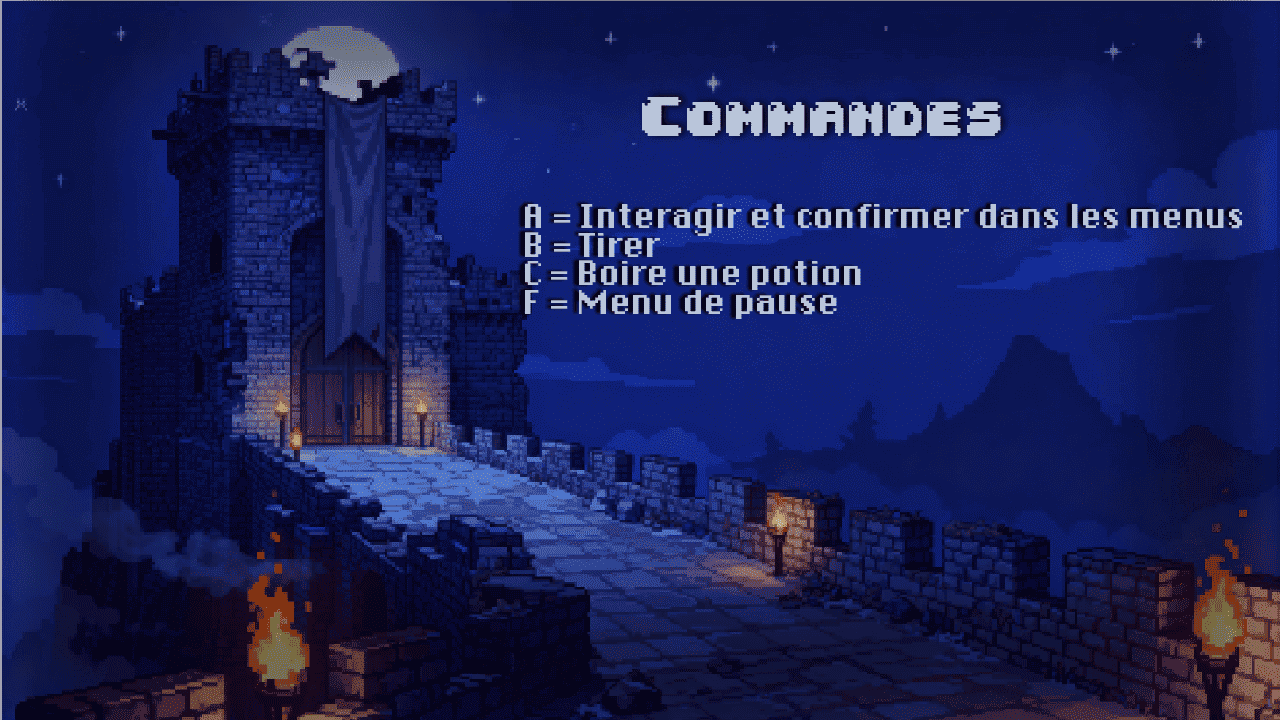 Commandes
A = Interagir et confirmer dans les menus
B = Tirer
C = Boire une potion
F = Menu de pause